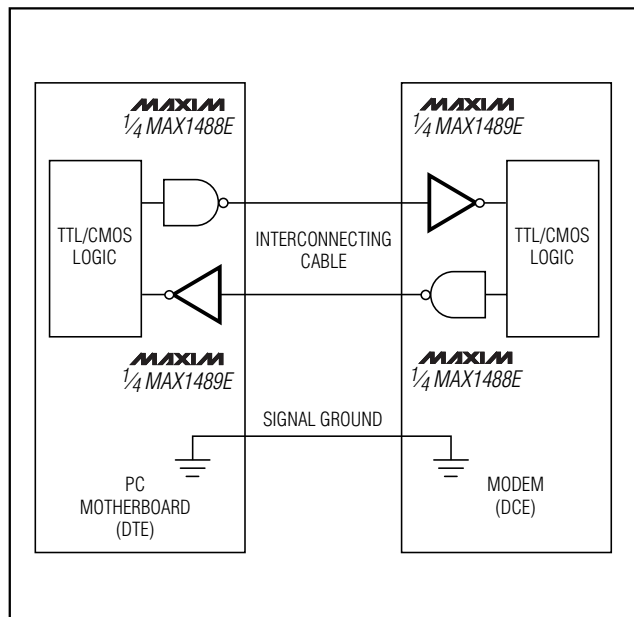 MAXIM
1/4 MAX1488E
TTL/CMOS
LOGIC
MAXIM
1/4 MAX1489E
PC
MOTHERBOARD
(DTE)
INTERCONNECTING
CABLE
SIGNAL GROUND
MAXIM
1/4 MAX1489E
TTL/CMOS
LOGIC
MAXIM
1/4 MAX1488E
MODEM
(DCE)